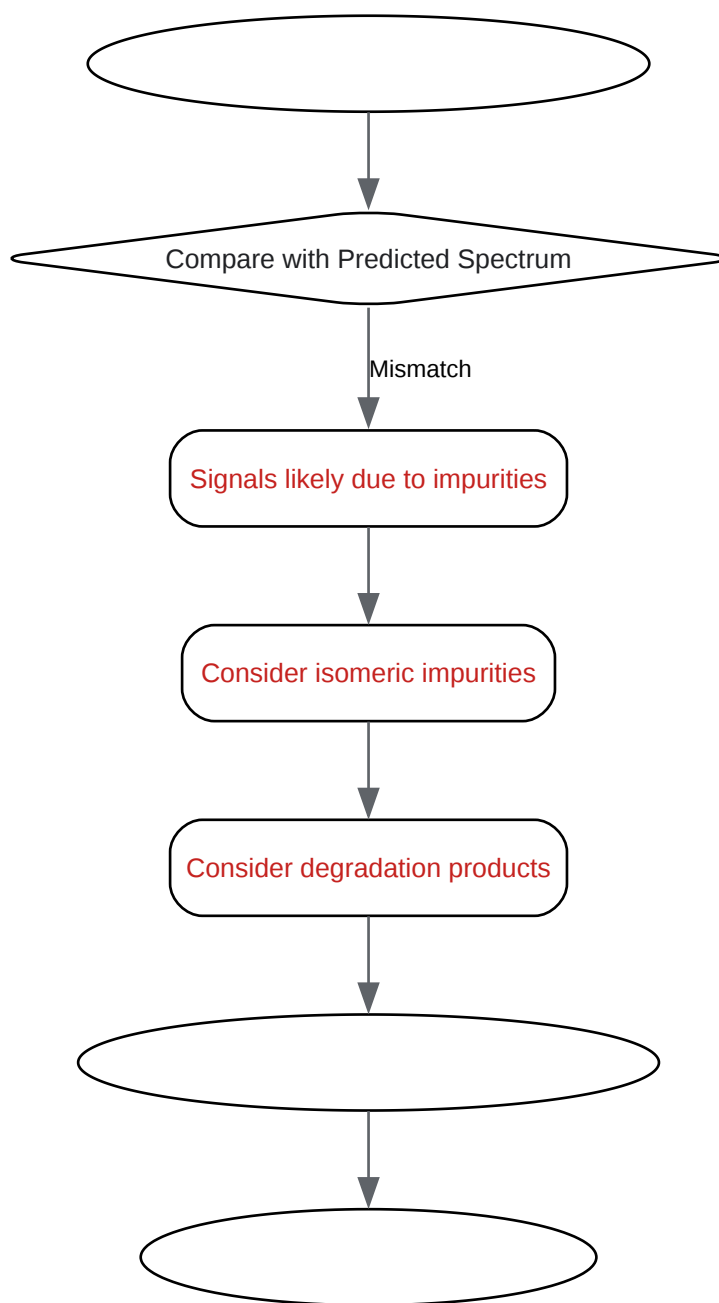 Compare with Predicted Spectrum
Mismatch
Signals likely due to impurities
Consider isomeric impurities
Consider degradation products